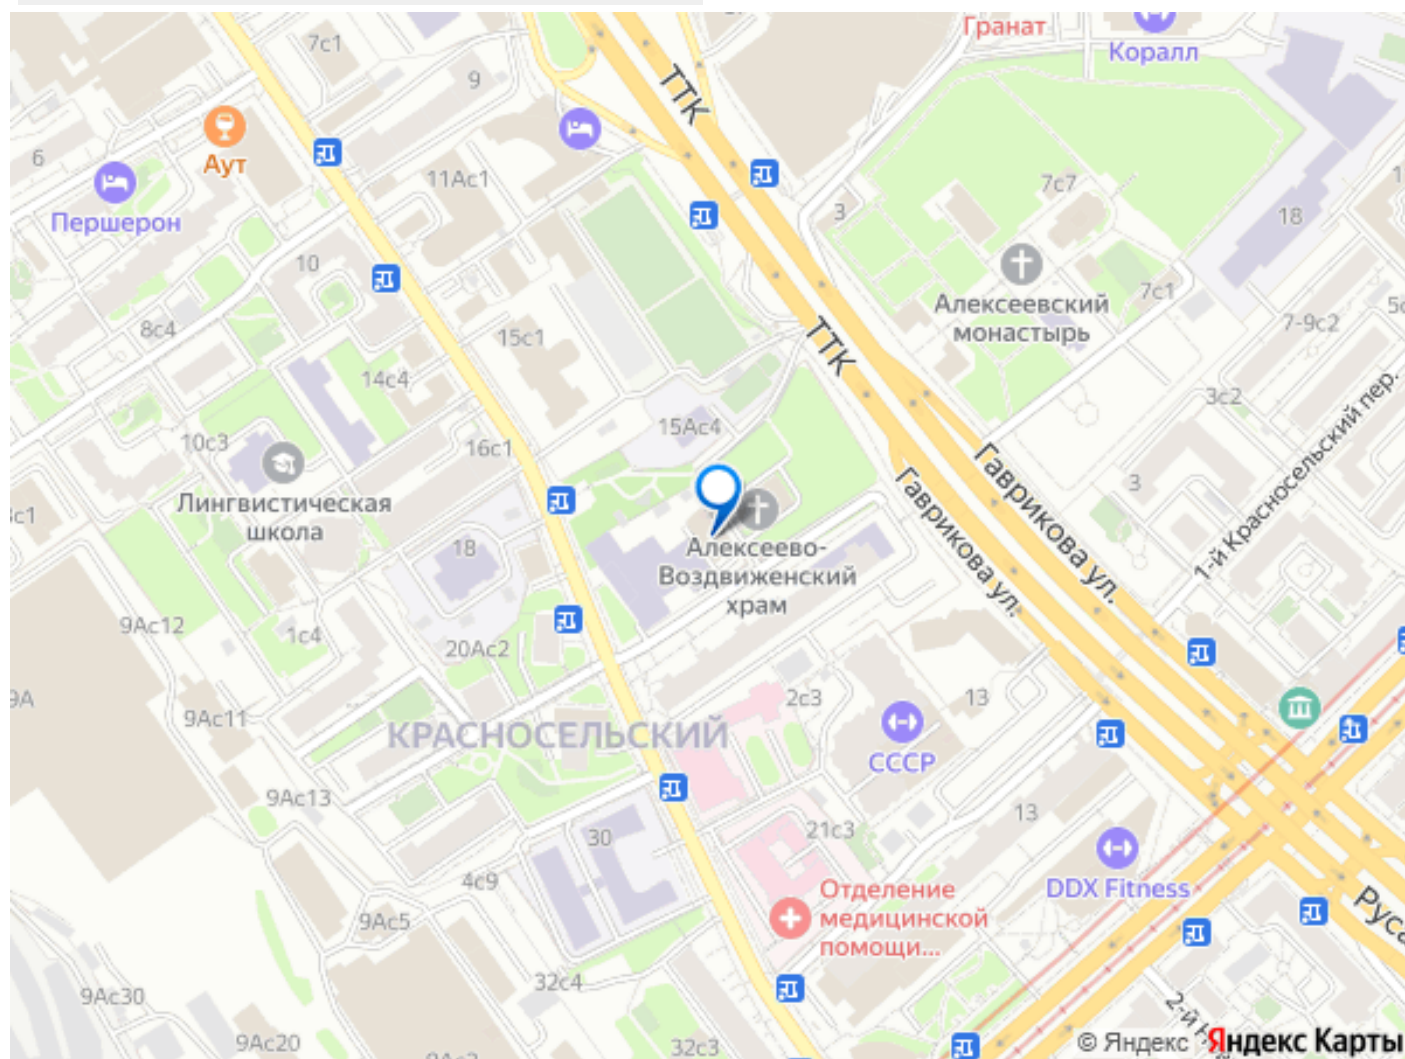 Гранат
Коралл
7с1
9
ТТК
6
Аут
11Ас1
7с7
3
18
Першерон
10
Алексеевский
монастырь
7с1
8с4
15с1
ТТК
7-9с2
14с4
3с2
15Ас4
10с3
16с1
1-й Красносельский пер.
Гаврикова ул.
Гаврикова ул.
3
Лингвистическая
школа
18
Алексеево-
Воздвиженский
храм
9Ас12
1с4
20Ас2
2с3
13
9А
9Ас11
КРАСНОСЕЛЬСКИЙ
СССР
9Ас13
13
30
21с3
4с9
DDX Fitness
Отделение
медицинской
помощи...
9Ас5
32с4
9Ас30
9Ас20
32с3
© Яндекс
Яндекс Карты